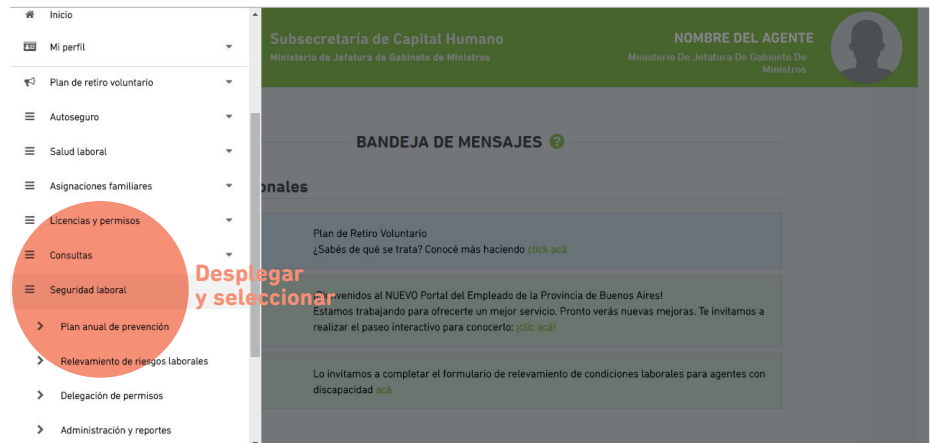 Inicio
Mi perfil
Plan de retiro voluntario
Autoseguro
Salud laboral
Asignaciones familiares
Licencias y permisos
Consultas
Seguridad laboral
Plan anual de prevención
Relevamiento de riesgos laborales
Delegación de permisos
Administración y reportes
Desplegar
y seleccionar
Subsecretaría de Capital Humano
Ministerio de Jefatura de Gabinete de Ministros
NOMBRE DEL AGENTE
Ministerio De Jefatura De Gabinete De
Ministros
BANDEJA DE MENSAJES ?
onales
Plan de Retiro Voluntario
¿Sabés de qué se trata? Conocé más haciendo click acá
¡Bienvenidos al NUEVO Portal del Empleado de la Provincia de Buenos Aires!
Estamos trabajando para ofrecerte un mejor servicio. Pronto verás nuevas mejoras. Te invitamos a
realizar el paseo interactivo para conocerlo: ¡clic acá!
Lo invitamos a completar el formulario de relevamiento de condiciones laborales para agentes con
discapacidad acá